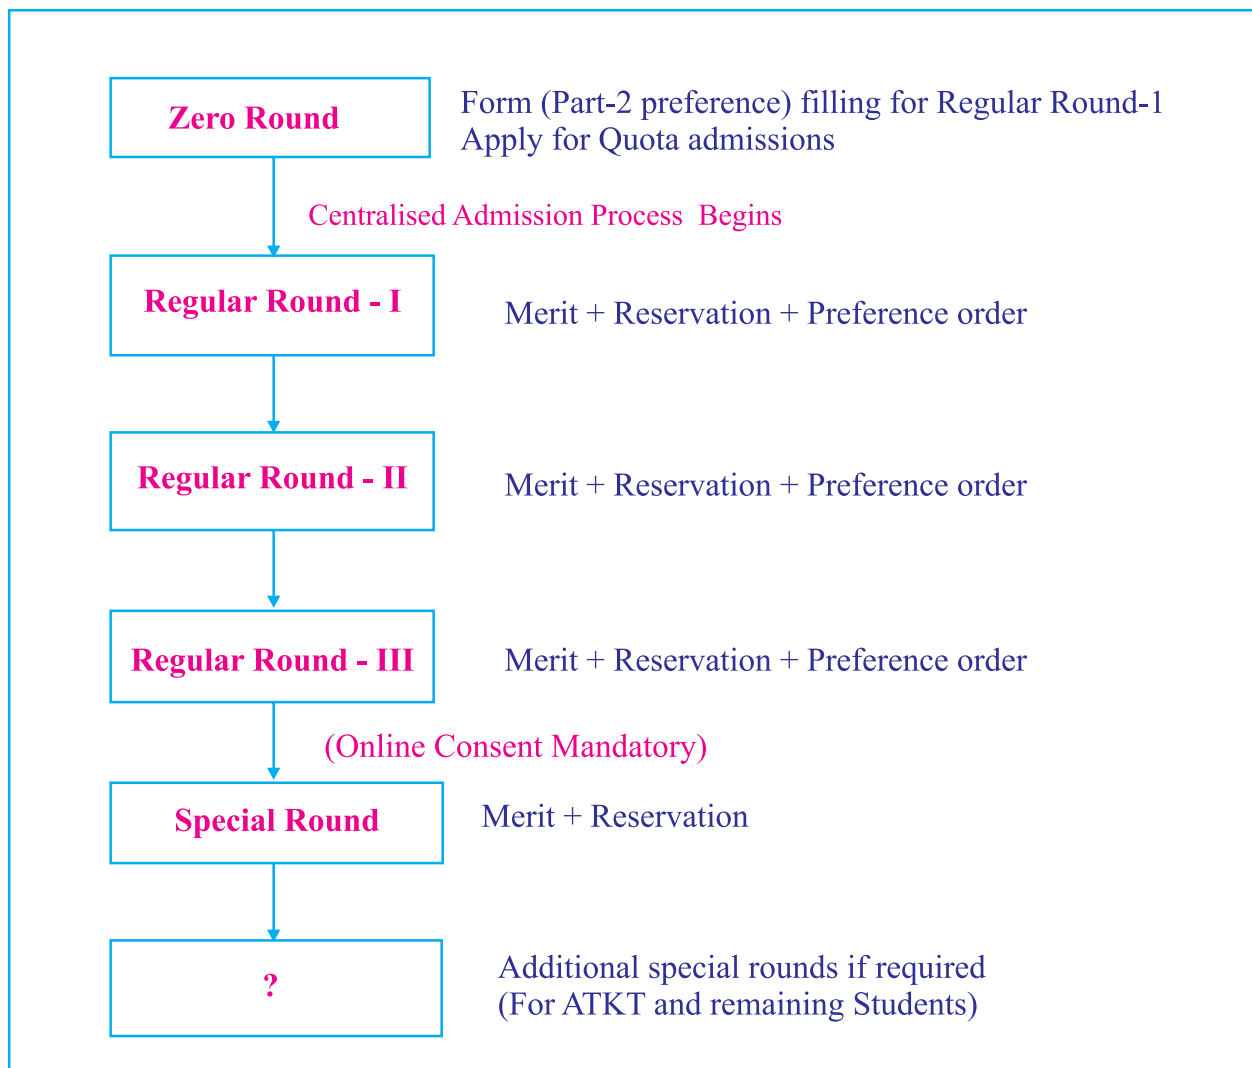 Zero Round
Form (Part-2 preference) filling for Regular Round-1
Apply for Quota admissions
Centralised Admission Process Begins
Regular Round - I
Merit + Reservation + Preference order
Regular Round - II
Merit + Reservation + Preference order
Regular Round - III
Merit + Reservation + Preference order
(Online Consent Mandatory)
Special Round
Merit + Reservation
?
Additional special rounds if required
(For ATKT and remaining Students)